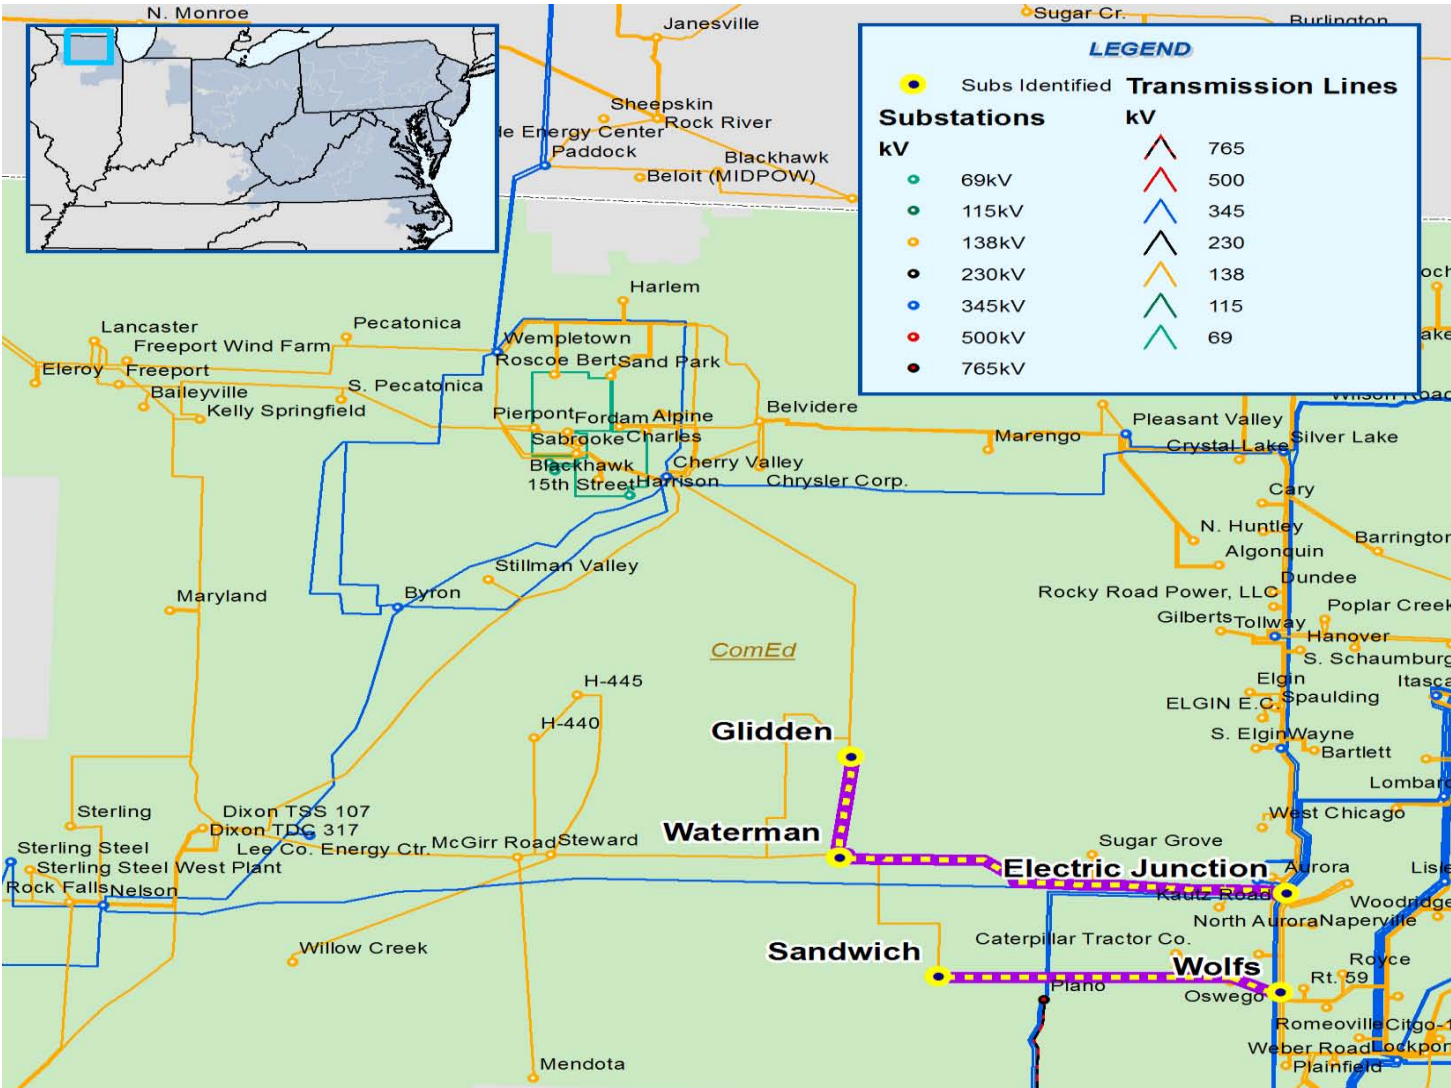 N. Monroe
Janesville
Sugar Cr.
Burlington
LEGEND
Subs Identified
Transmission Lines
Substations
kV
kV
69kV
115kV
138kV
230kV
345kV
500kV
765kV
765
500
345
230
138
115
69
Sheepskin
Rock River
de Energy Center
Paddock
Blackhawk
Beloit (MIDPOW)
Harlem
Lancaster
Pecatonica
Freeport Wind Farm
Wempletown
Roscoe Bert
Sand Park
Eleroy
Freeport
S. Pecatonica
Baileyville
Kelly Springfield
Pierpont
Fordam
Alpine
Belvidere
Sabrooke
Charles
Pleasant Valley
Marengo
Crystal Lake
Silver Lake
Blackhawk
Cherry Valley
15th Street
Harrison
Chrysler Corp.
Cary
N. Huntley
Barrington
Algonquin
Stillman Valley
Byron
Maryland
Dundee
Rocky Road Power, LLC
Poplar Creek
Gilberts
Tollway
Hanover
S. Schaumburg
ComEd
H-445
Elgin
Itasca
Spaulding
ELGIN E.C.
H-440
Glidden
S. Elgin
Wayne
Bartlett
Lombard
Sterling
Dixon TSS 107
West Chicago
Dixon TDC 317
Waterman
McGirr Road
Steward
Sugar Grove
Sterling Steel
Lee Co. Energy Ctr.
Sterling Steel West Plant
Electric Junction
Aurora
Lisle
Rock Falls
Nelson
Kautz Road
Woodridge
North Aurora
Naperville
Willow Creek
Caterpillar Tractor Co.
Sandwich
Wolfs
Royce
Rt. 59
Plano
Oswego
Romeoville
Citgo-1
Weber Road
Lockport
Mendota
Plainfield